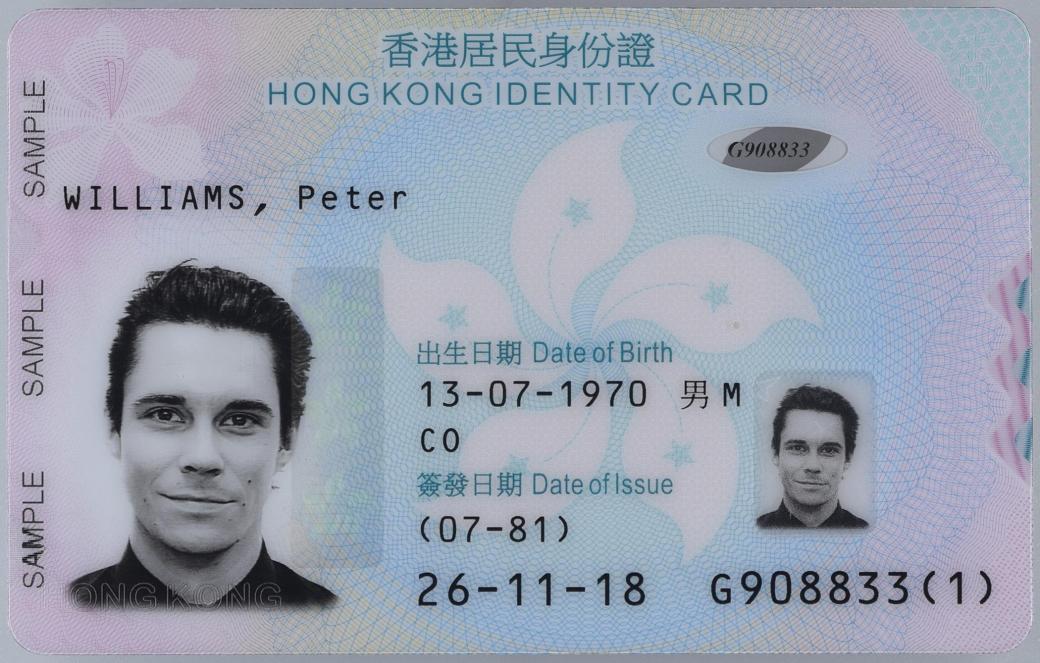 香港居民身份證
HONG KONG IDENTITY CARD
G908833
SAMPLE
SAMPLE
SAMPLE
WILLIAMS, Peter
出生日期 Date of Birth
13-07-1970 男 M
CO
簽發日期 Date of Issue
(07-81)
26-11-18 G908833(1)
ONG KONG